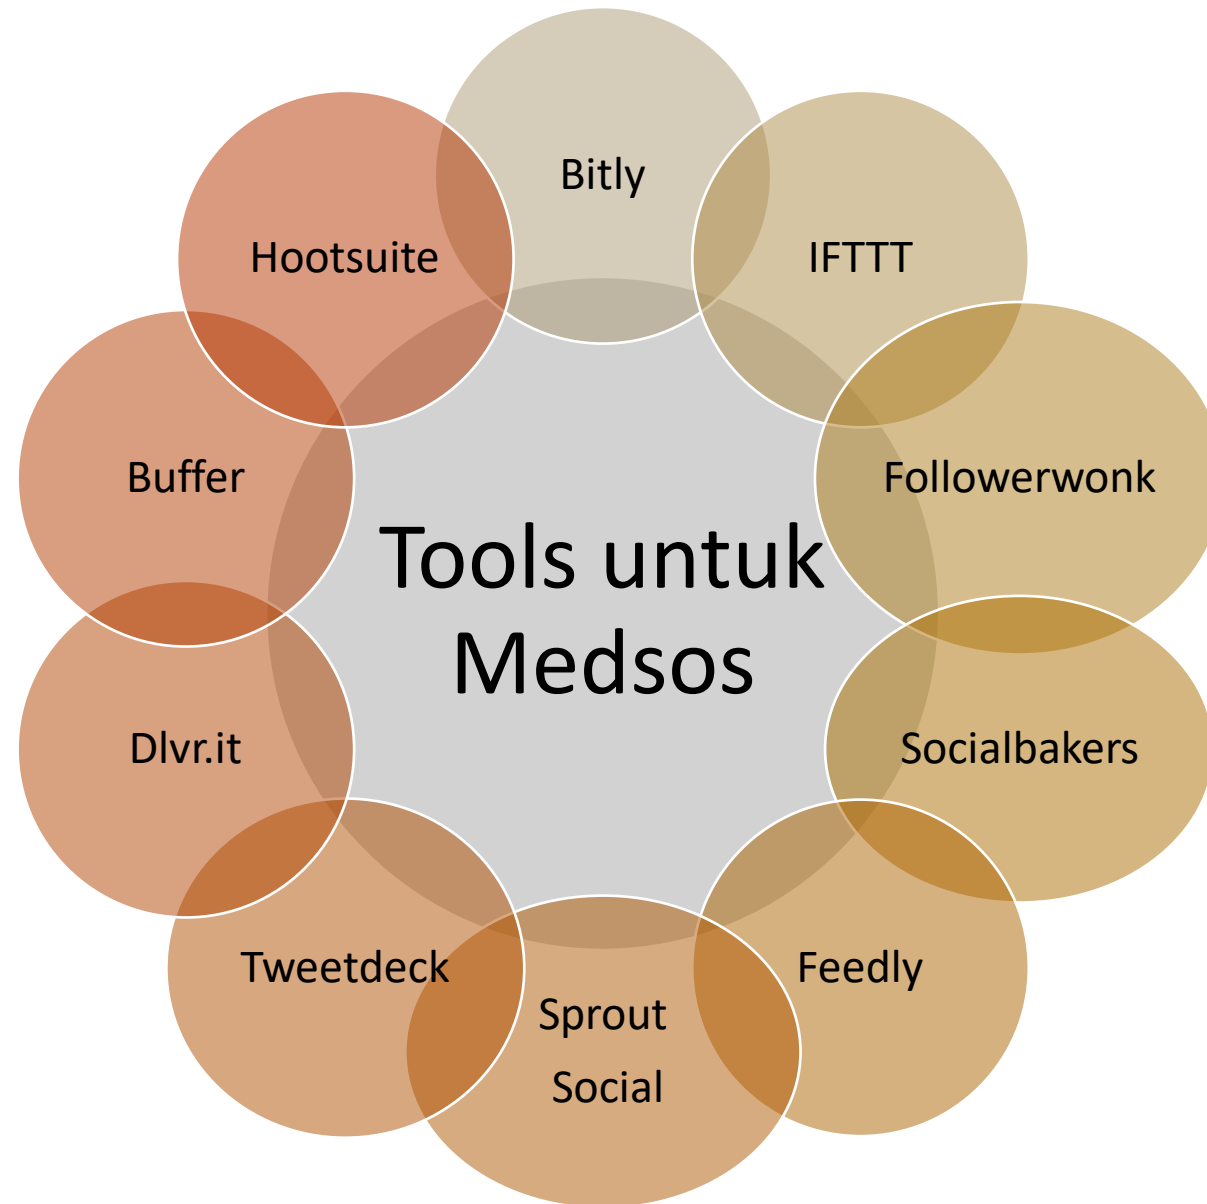 Bitly
IFTTT
Followerwonk
Socialbakers
Feedly
Sprout
Social
Tweetdeck
Dlvr.it
Buffer
Hootsuite
Tools untuk
Medsos